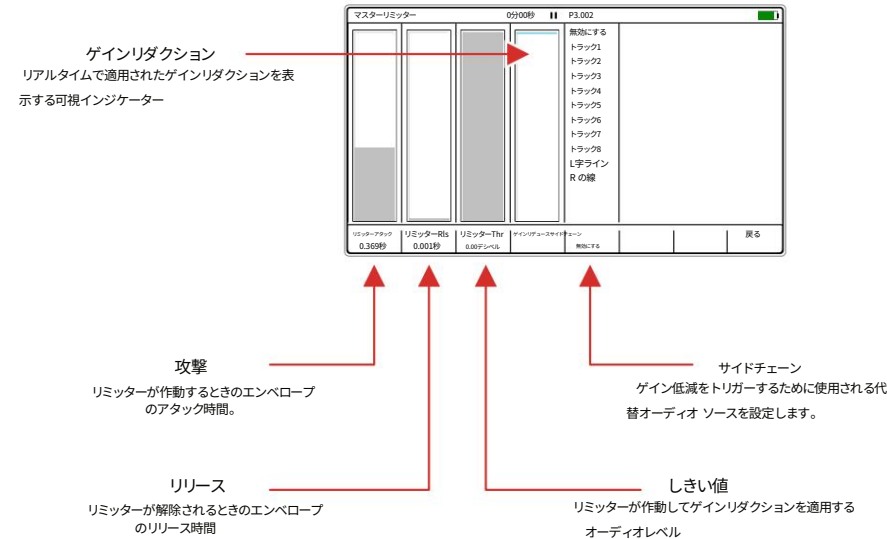 マスターリミッター 0分00秒 P3.002
ゲインリダクション
リアルタイムで適用されたゲインリダクションを表
示する可視インジケーター
無効にする
トラック1
トラック2
トラック3
トラック4
トラック5
トラック6
トラック7
トラック8
L字ライン
R の線
リミッターアタック リミッターRls リミッターThr ゲインリデュースサイドチェーン 戻る
0.369秒 0.001秒 0.00デシベル 無効にする
攻撃
リミッターが作動するときのエンベロープ
のアタック時間。
サイドチェーン
ゲイン低減をトリガーするために使用される代
替オーディオ ソースを設定します。
リリース
リミッターが解除されるときのエンベロープ
のリリース時間
しきい値
リミッターが作動してゲインリダクションを適用する
オーディオレベル